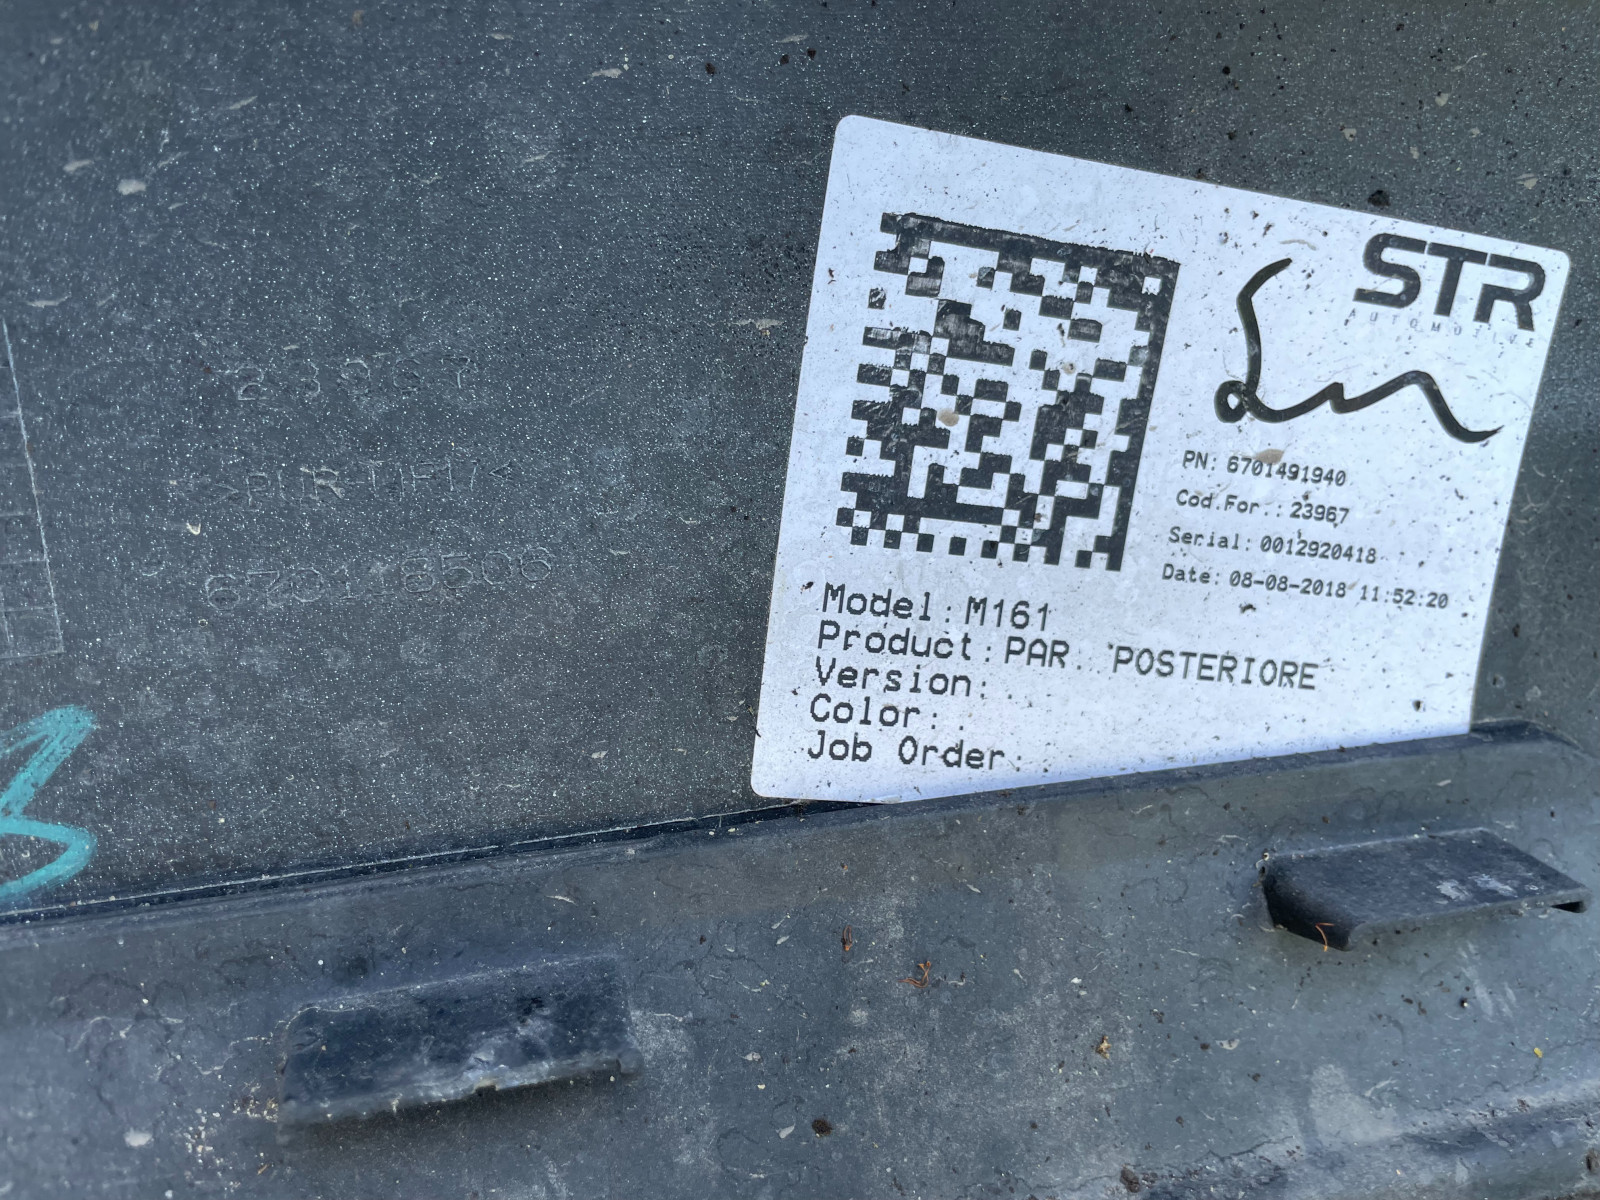 STR
AUTOMOTIVE
PN: 6701491940
Cod.For.: 23967
Serial: 0012920418
Date: 08-08-2018 11:52:20
Model: M161
Product: PAR. POSTERIORE
Version:
Color:
Job Order:
23967